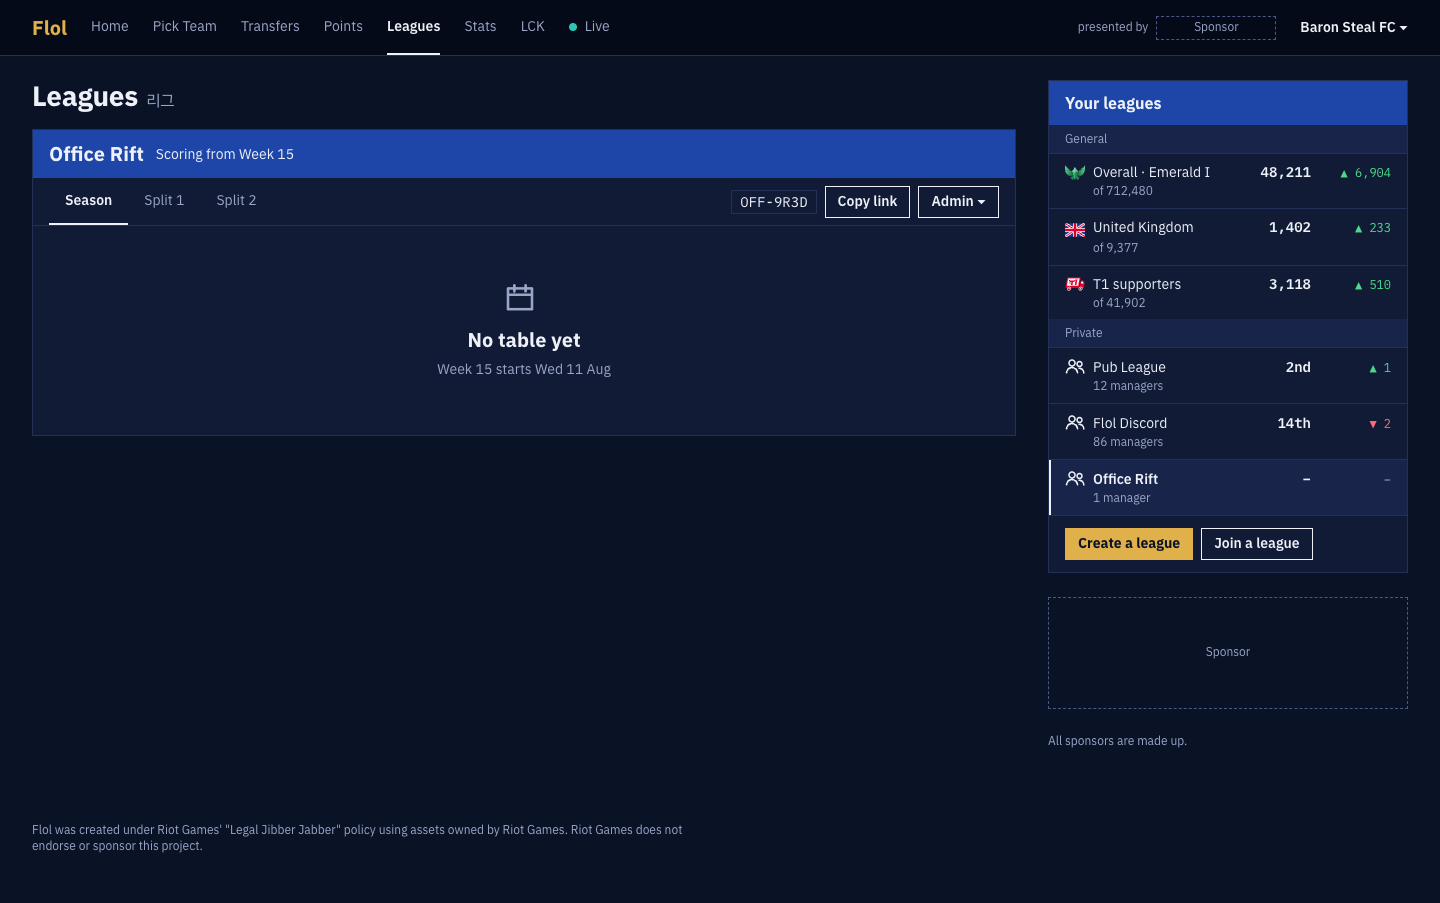 Flol Home Pick Team Transfers Points Leagues Stats LCK Live presented by Sponsor Baron Steal FC
Leagues 리그
Office Rift Scoring from Week 15
Season Split 1 Split 2 OFF-9R3D Copy link Admin
No table yet
Week 15 starts Wed 11 Aug
Your leagues
General
Overall · Emerald I 48,211 ▲ 6,904
of 712,480
United Kingdom 1,402 ▲ 233
of 9,377
T1 supporters 3,118 ▲ 510
of 41,902
Private
Pub League 2nd ▲ 1
12 managers
Flol Discord 14th ▼ 2
86 managers
Office Rift – –
1 manager
Create a league Join a league
Sponsor
All sponsors are made up.
Flol was created under Riot Games' "Legal Jibber Jabber" policy using assets owned by Riot Games. Riot Games does not
endorse or sponsor this project.